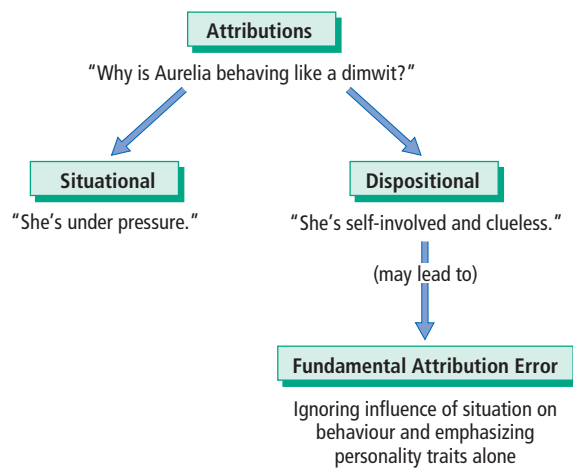 Attributions
"Why is Aurelia behaving like a dimwit?"
Situational
"She's under pressure."
Dispositional
"She's self-involved and clueless."
(may lead to)
Fundamental Attribution Error
Ignoring influence of situation on
behaviour and emphasizing
personality traits alone